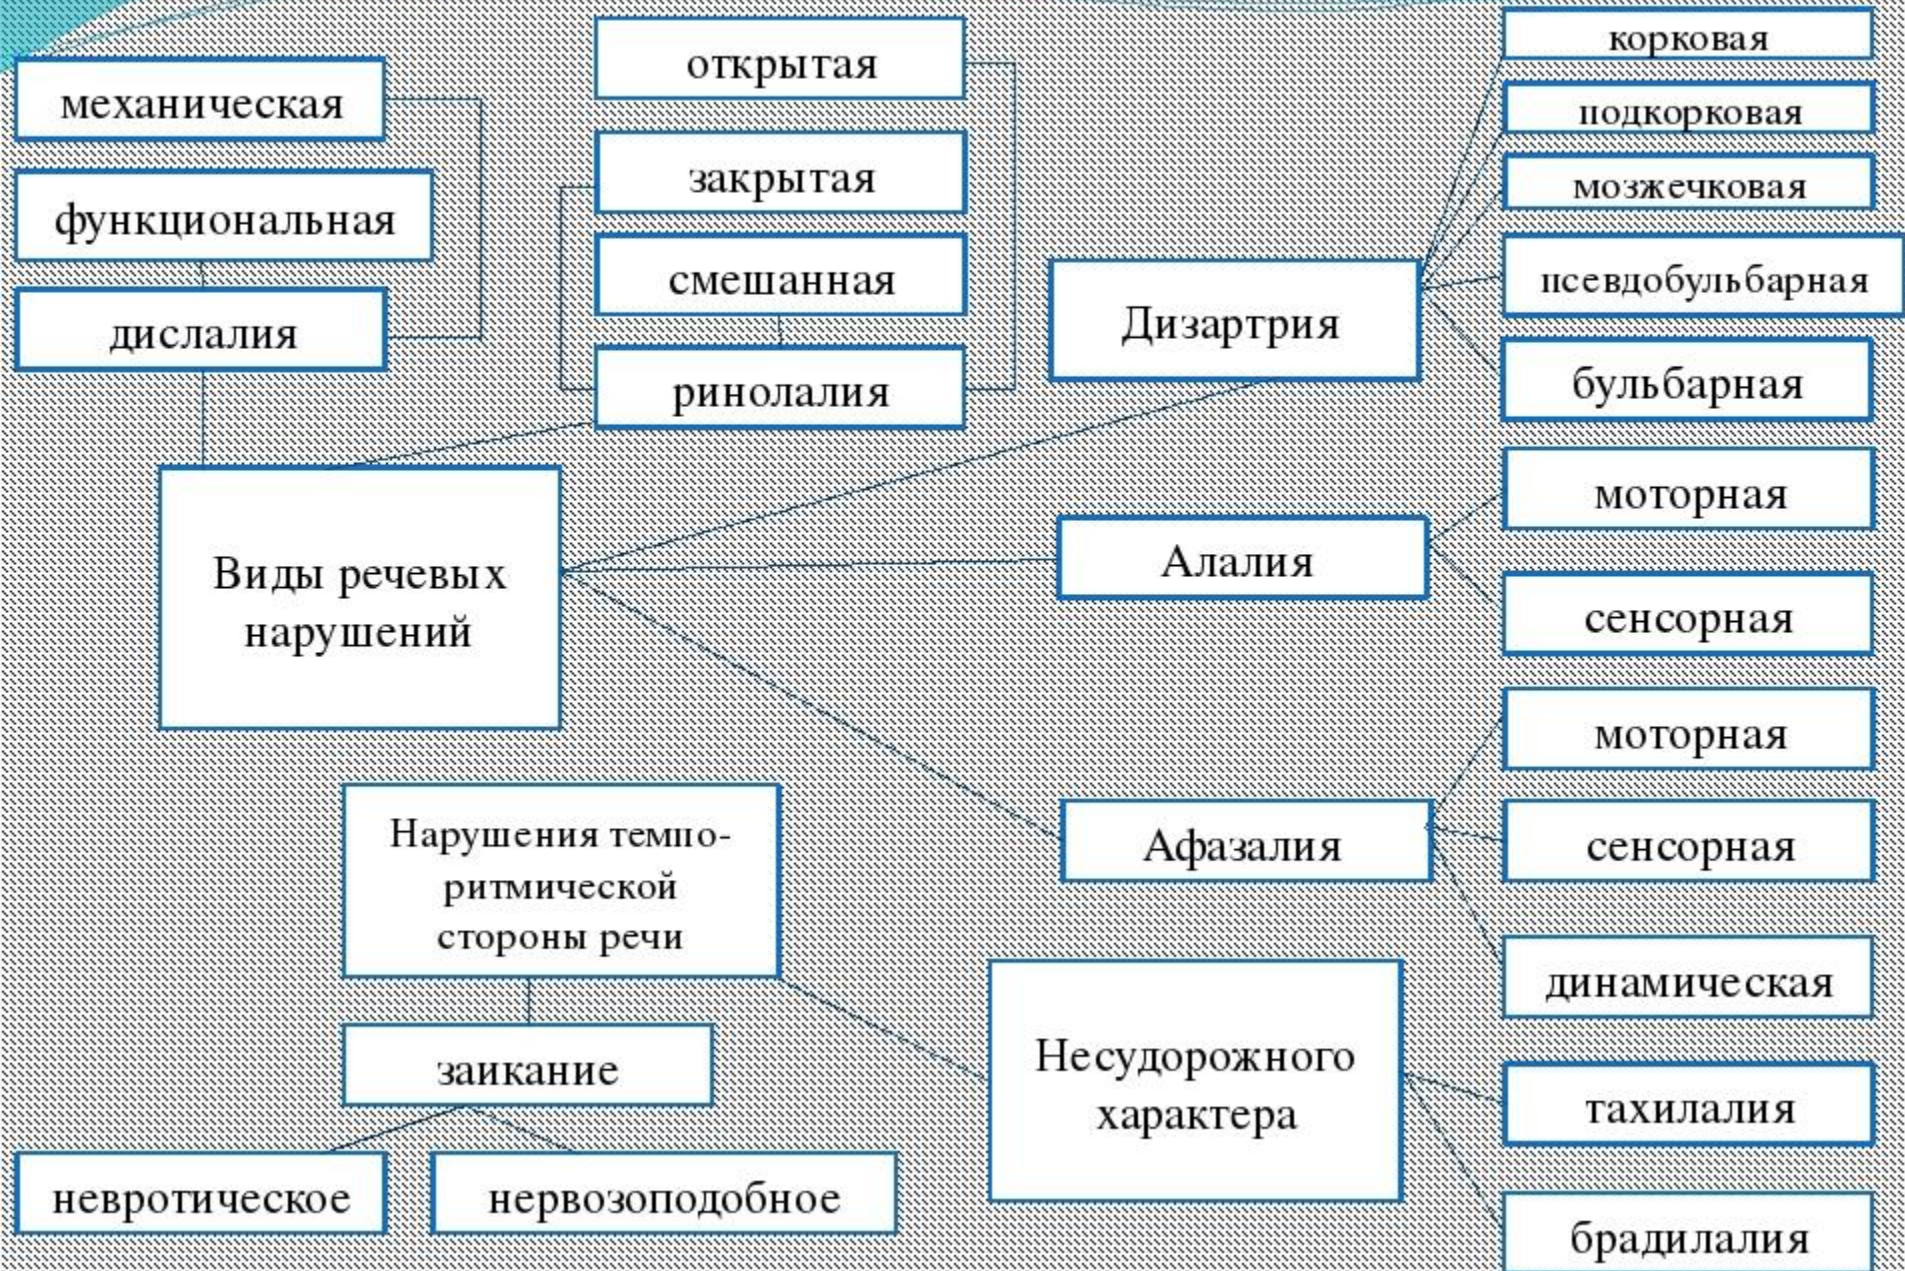 механическая
функциональная
дислалия
открытая
закрытая
смешанная
ринолалия
Дизартрия
корковая
подкорковая
мозжечковая
псевдобульбарная
бульбарная
Виды речевых
нарушений
Алалия
моторная
сенсорная
Афазалия
моторная
сенсорная
динамическая
Нарушения темпо-
ритмической
стороны речи
заикание
невротическое
нервозоподобное
Несудорожного
характера
тахилалия
брадилалия